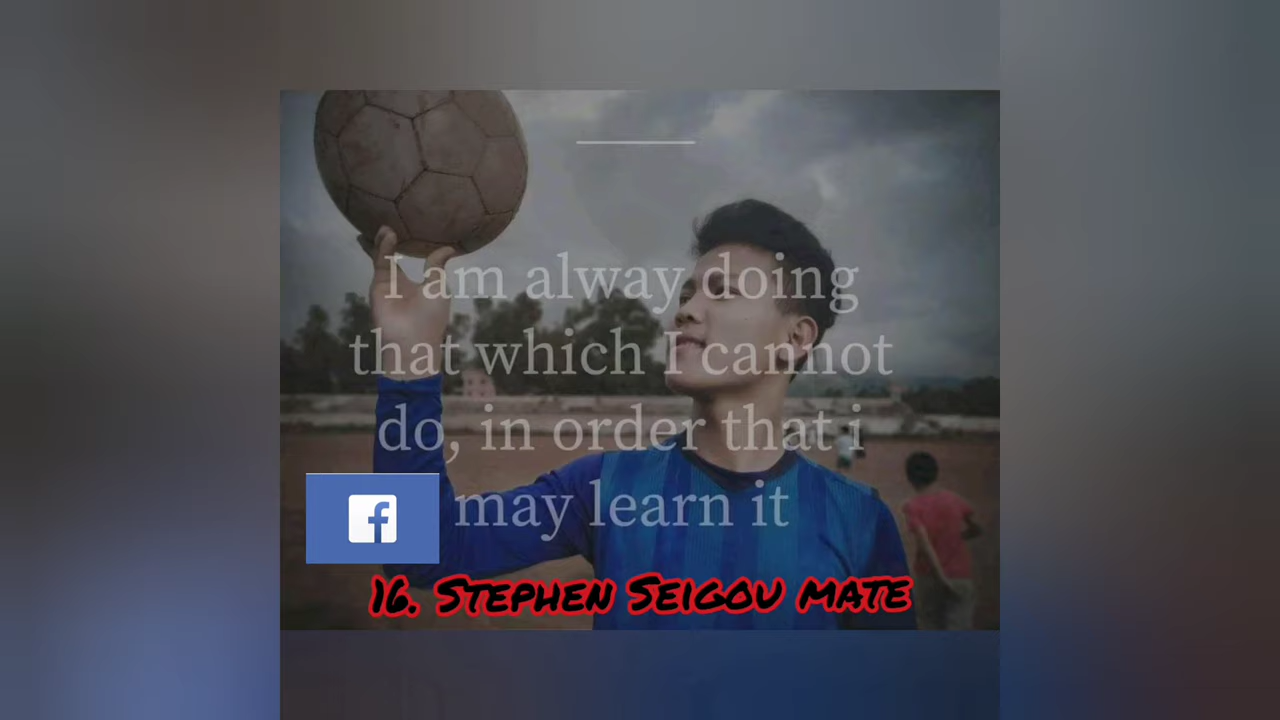 I am alway doing
that which I cannot
do, in order that i
may learn it
16. Stephen Seigou mate